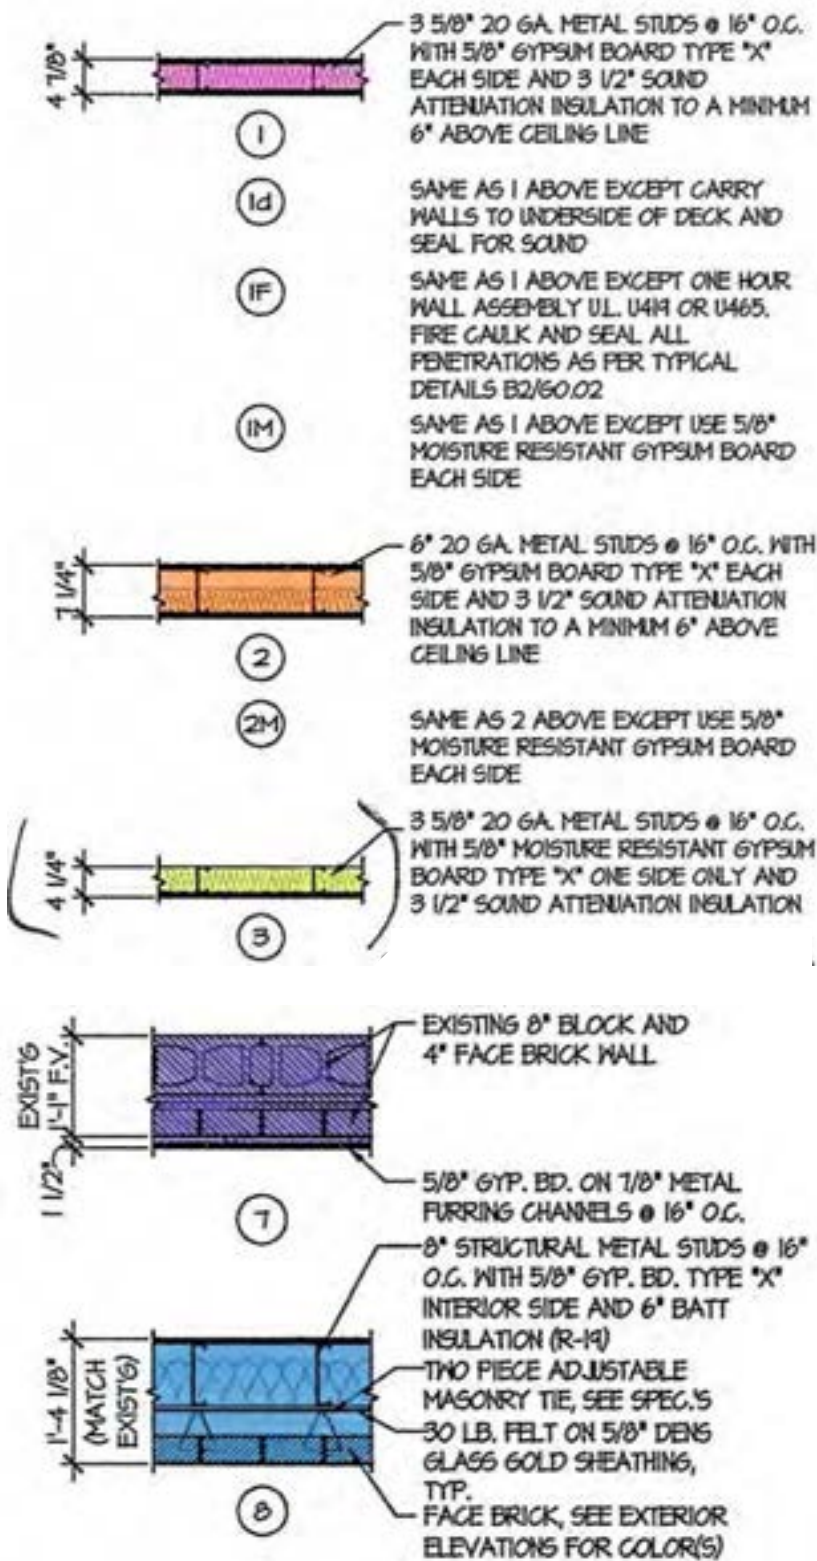 3 5/8" 20 GA. METAL STUDS @ 16" O.C.
WITH 5/8" GYPSUM BOARD TYPE "X"
EACH SIDE AND 3 1/2" SOUND
ATTENUATION INSULATION TO A MINIMUM
6" ABOVE CEILING LINE
4 7/8"
1
1d
SAME AS 1 ABOVE EXCEPT CARRY
WALLS TO UNDERSIDE OF DECK AND
SEAL FOR SOUND
1F
SAME AS 1 ABOVE EXCEPT ONE HOUR
WALL ASSEMBLY U.L. U419 OR U465.
FIRE CAULK AND SEAL ALL
PENETRATIONS AS PER TYPICAL
DETAILS B2/G0.02
1M
SAME AS 1 ABOVE EXCEPT USE 5/8"
MOISTURE RESISTANT GYPSUM BOARD
EACH SIDE
6" 20 GA. METAL STUDS @ 16" O.C. WITH
5/8" GYPSUM BOARD TYPE "X" EACH
SIDE AND 3 1/2" SOUND ATTENUATION
INSULATION TO A MINIMUM 6" ABOVE
CEILING LINE
7 1/4"
2
2M
SAME AS 2 ABOVE EXCEPT USE 5/8"
MOISTURE RESISTANT GYPSUM BOARD
EACH SIDE
3 5/8" 20 GA. METAL STUDS @ 16" O.C.
WITH 5/8" MOISTURE RESISTANT GYPSUM
BOARD TYPE "X" ONE SIDE ONLY AND
3 1/2" SOUND ATTENUATION INSULATION
4 1/4"
3
EXISTING 8" BLOCK AND
4" FACE BRICK WALL
EXIST'G
1'-1" F.V.
1 1/2"
5/8" GYP. BD. ON 7/8" METAL
FURRING CHANNELS @ 16" O.C.
7
8" STRUCTURAL METAL STUDS @ 16"
O.C. WITH 5/8" GYP. BD. TYPE "X"
INTERIOR SIDE AND 6" BATT
INSULATION (R-19)
TWO PIECE ADJUSTABLE
MASONRY TIE, SEE SPEC.'S
30 LB. FELT ON 5/8" DENS
GLASS GOLD SHEATHING,
TYP.
FACE BRICK, SEE EXTERIOR
ELEVATIONS FOR COLOR(S)
1'-4 1/8"
(MATCH
EXIST'G)
8